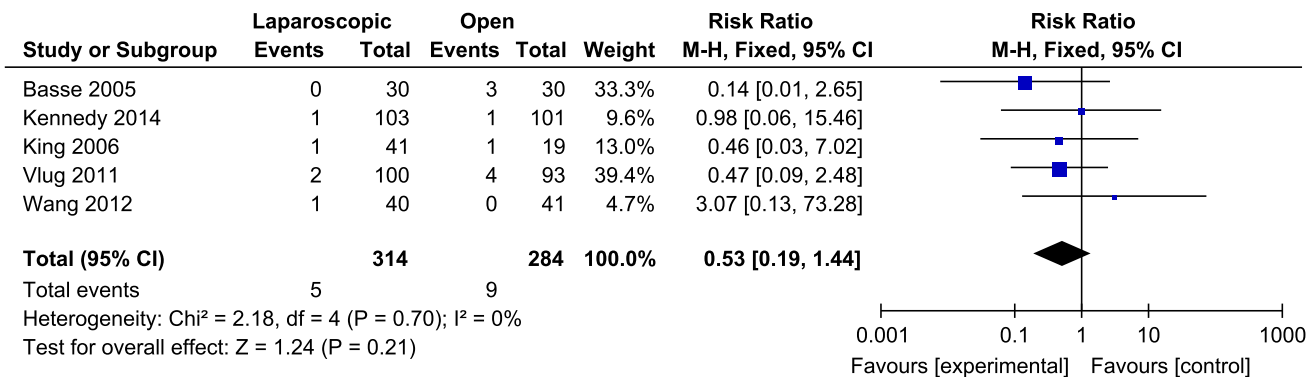 Laparoscopic Open Risk Ratio Risk Ratio
Study or Subgroup Events Total Events Total Weight M-H, Fixed, 95% CI M-H, Fixed, 95% CI
Basse 2005 0 30 3 30 33.3% 0.14 [0.01, 2.65]
Kennedy 2014 1 103 1 101 9.6% 0.98 [0.06, 15.46]
King 2006 1 41 1 19 13.0% 0.46 [0.03, 7.02]
Vlug 2011 2 100 4 93 39.4% 0.47 [0.09, 2.48]
Wang 2012 1 40 0 41 4.7% 3.07 [0.13, 73.28]
Total (95% CI) 314 284 100.0% 0.53 [0.19, 1.44]
Total events 5 9
Heterogeneity: Chi² = 2.18, df = 4 (P = 0.70); I² = 0%
Test for overall effect: Z = 1.24 (P = 0.21)
0.001 0.1 1 10 1000
Favours [experimental] Favours [control]